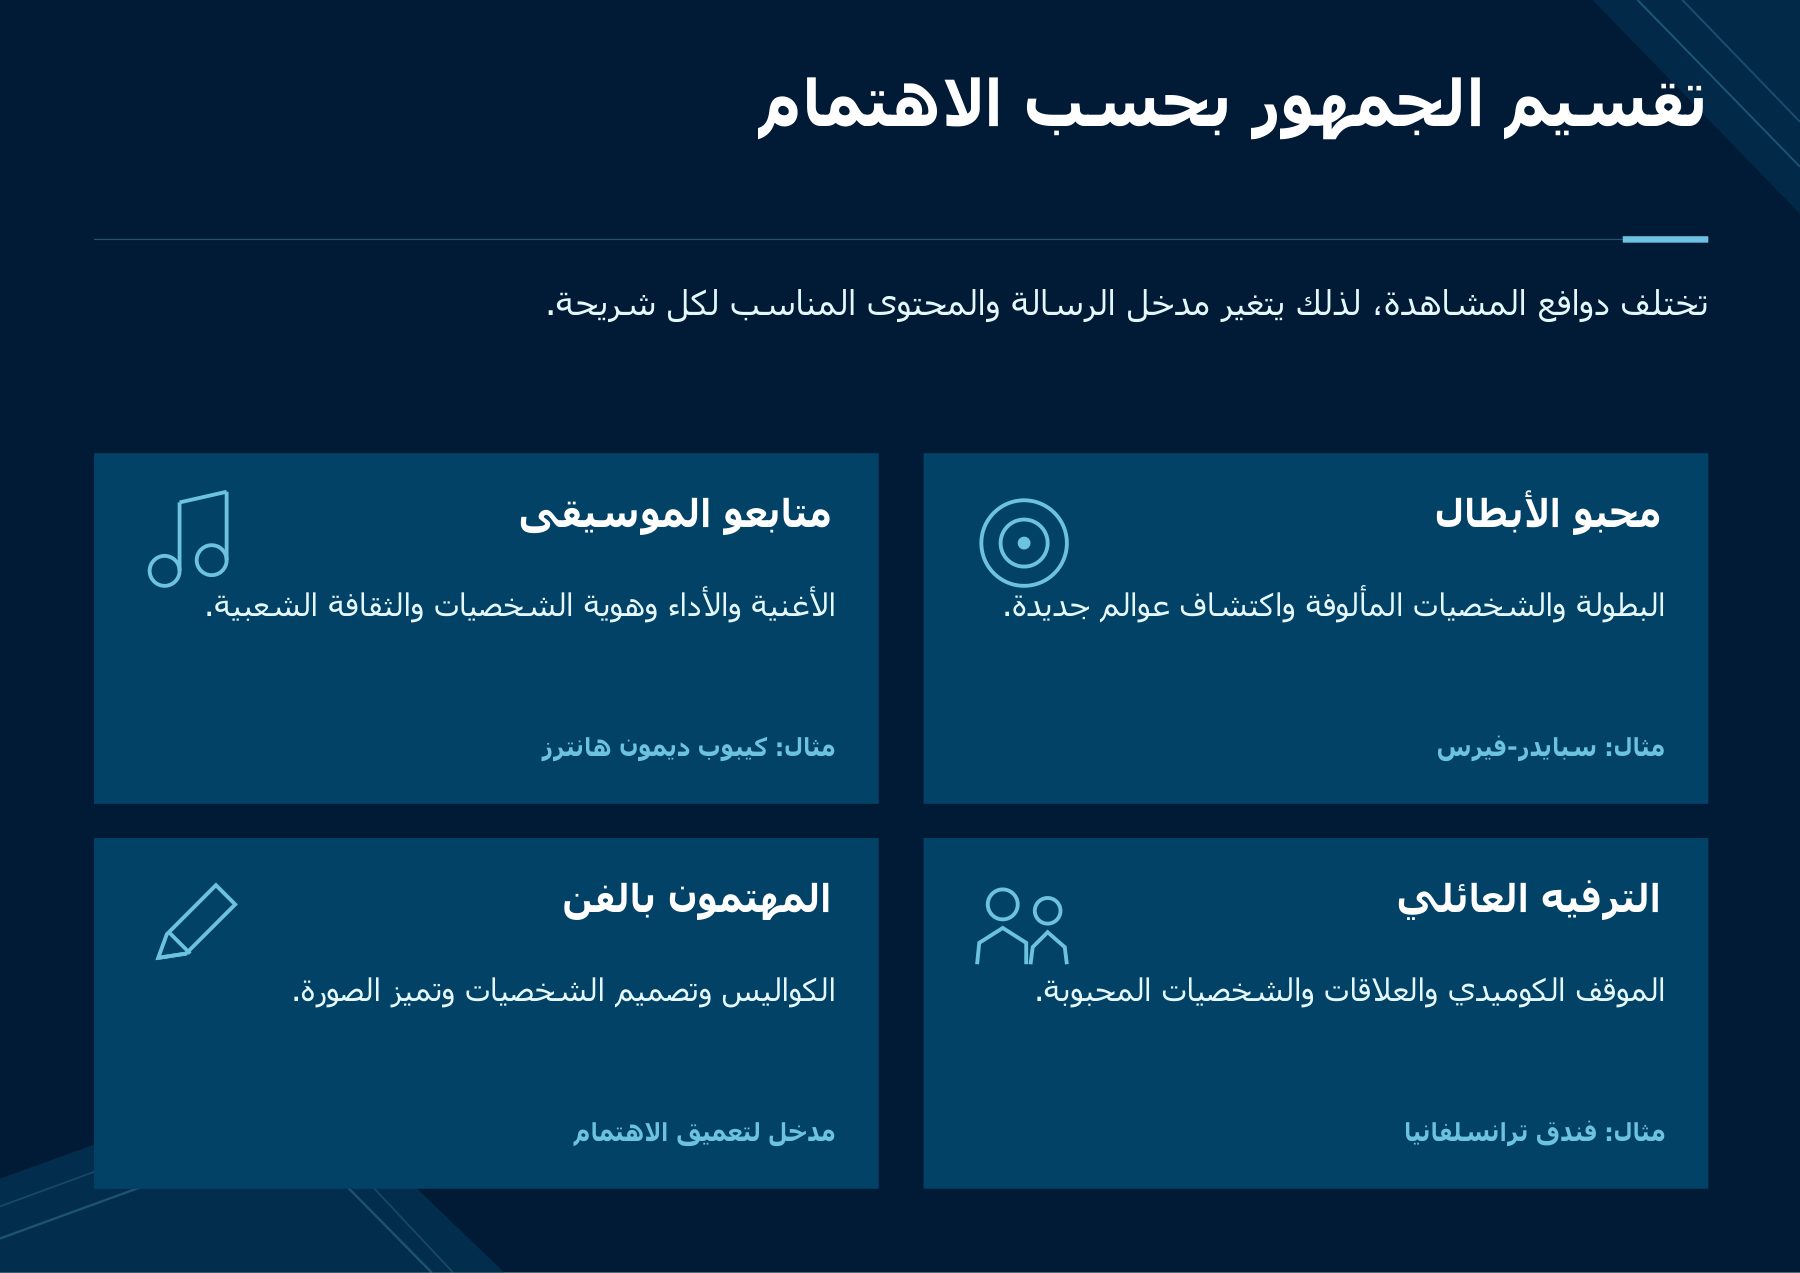 تقسيم الجمهور بحسب الاهتمام
تختلف دوافع المشاهدة، لذلك يتغير مدخل الرسالة والمحتوى المناسب لكل شريحة.
محبو الأبطال
البطولة والشخصيات المألوفة واكتشاف عوالم جديدة.
مثال: سبايدر-فيرس
متابعو الموسيقى
الأغنية والأداء وهوية الشخصيات والثقافة الشعبية.
مثال: كيبوب ديمون هانترز
الترفيه العائلي
الموقف الكوميدي والعلاقات والشخصيات المحبوبة.
مثال: فندق ترانسلفانيا
المهتمون بالفن
الكواليس وتصميم الشخصيات وتميز الصورة.
مدخل لتعميق الاهتمام